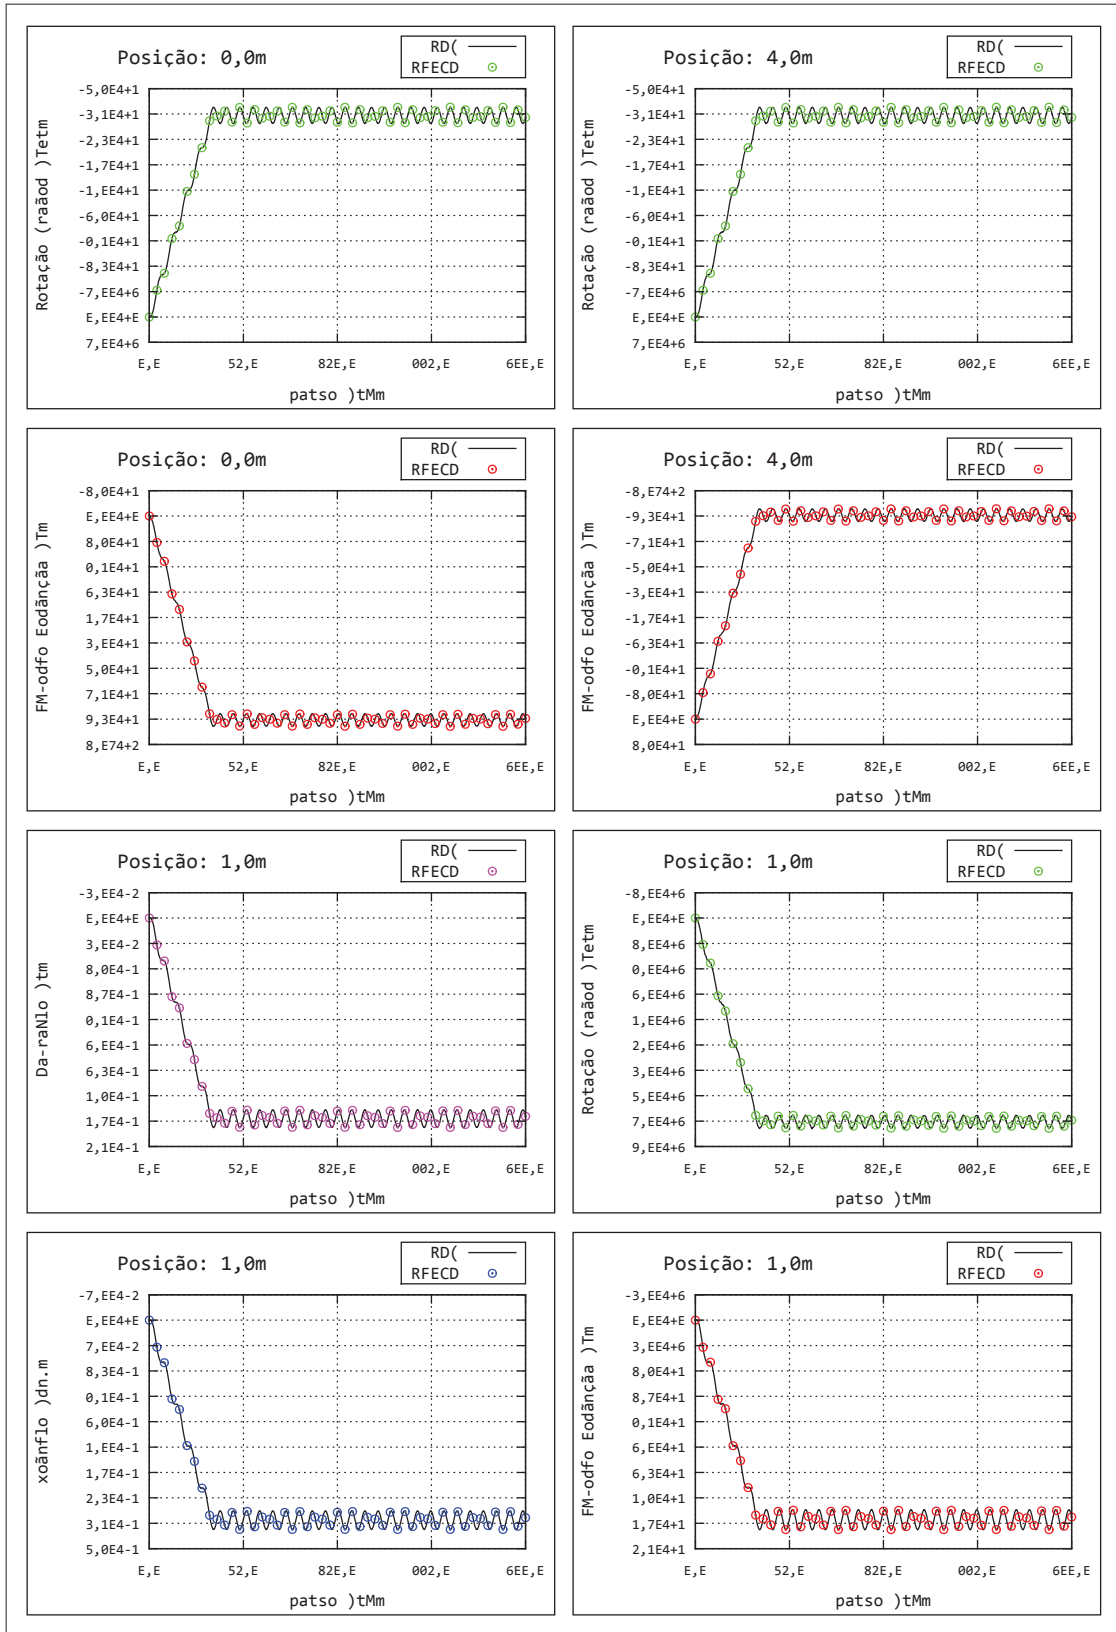 Posição: 0,0m
RD(
RFECD
Rotação (raãod )Tetm
-5,0E4+1
-3,1E4+1
-2,3E4+1
-1,7E4+1
-1,1E4+1
-6,0E4+1
-0,1E4+1
-8,3E4+1
-7,EE4+6
E,EE4+E
7,EE4+6
E,E 52,E 82E,E 002,E 6EE,E
patso )tMm
Posição: 4,0m
RD(
RFECD
Rotação (raãod )Tetm
-5,0E4+1
-3,1E4+1
-2,3E4+1
-1,7E4+1
-1,1E4+1
-6,0E4+1
-0,1E4+1
-8,3E4+1
-7,EE4+6
E,EE4+E
7,EE4+6
E,E 52,E 82E,E 002,E 6EE,E
patso )tMm
Posição: 0,0m
RD(
RFECD
FM-odfo Eodãnçãa )Tm
-8,0E4+1
E,EE4+E
8,0E4+1
0,1E4+1
6,3E4+1
1,7E4+1
3,1E4+1
5,0E4+1
7,1E4+1
9,3E4+1
8,E74+2
E,E 52,E 82E,E 002,E 6EE,E
patso )tMm
Posição: 4,0m
RD(
RFECD
FM-odfo Eodãnçãa )Tm
-8,E74+2
-9,3E4+1
-7,1E4+1
-5,0E4+1
-3,1E4+1
-1,7E4+1
-6,3E4+1
-0,1E4+1
-8,0E4+1
E,EE4+E
8,0E4+1
E,E 52,E 82E,E 002,E 6EE,E
patso )tMm
Posição: 1,0m
RD(
RFECD
Da-raNlo )tm
-3,EE4-2
E,EE4+E
3,EE4-2
8,0E4-1
8,7E4-1
0,1E4-1
6,1E4-1
6,3E4-1
1,0E4-1
1,7E4-1
2,1E4-1
E,E 52,E 82E,E 002,E 6EE,E
patso )tMm
Posição: 1,0m
RD(
RFECD
Rotação (raãod )Tetm
-8,EE4+6
E,EE4+E
8,EE4+6
0,EE4+6
6,EE4+6
1,EE4+6
2,EE4+6
3,EE4+6
5,EE4+6
7,EE4+6
9,EE4+6
E,E 52,E 82E,E 002,E 6EE,E
patso )tMm
Posição: 1,0m
RD(
RFECD
xoãnflo )dn.m
-7,EE4-2
E,EE4+E
7,EE4-2
8,3E4-1
0,1E4-1
6,0E4-1
1,1E4-1
1,7E4-1
2,3E4-1
3,1E4-1
5,0E4-1
E,E 52,E 82E,E 002,E 6EE,E
patso )tMm
Posição: 1,0m
RD(
RFECD
FM-odfo Eodãnçãa )Tm
-3,EE4+6
E,EE4+E
3,EE4+6
8,0E4+1
8,7E4+1
0,1E4+1
6,1E4+1
6,3E4+1
1,0E4+1
1,7E4+1
2,1E4+1
E,E 52,E 82E,E 002,E 6EE,E
patso )tMm